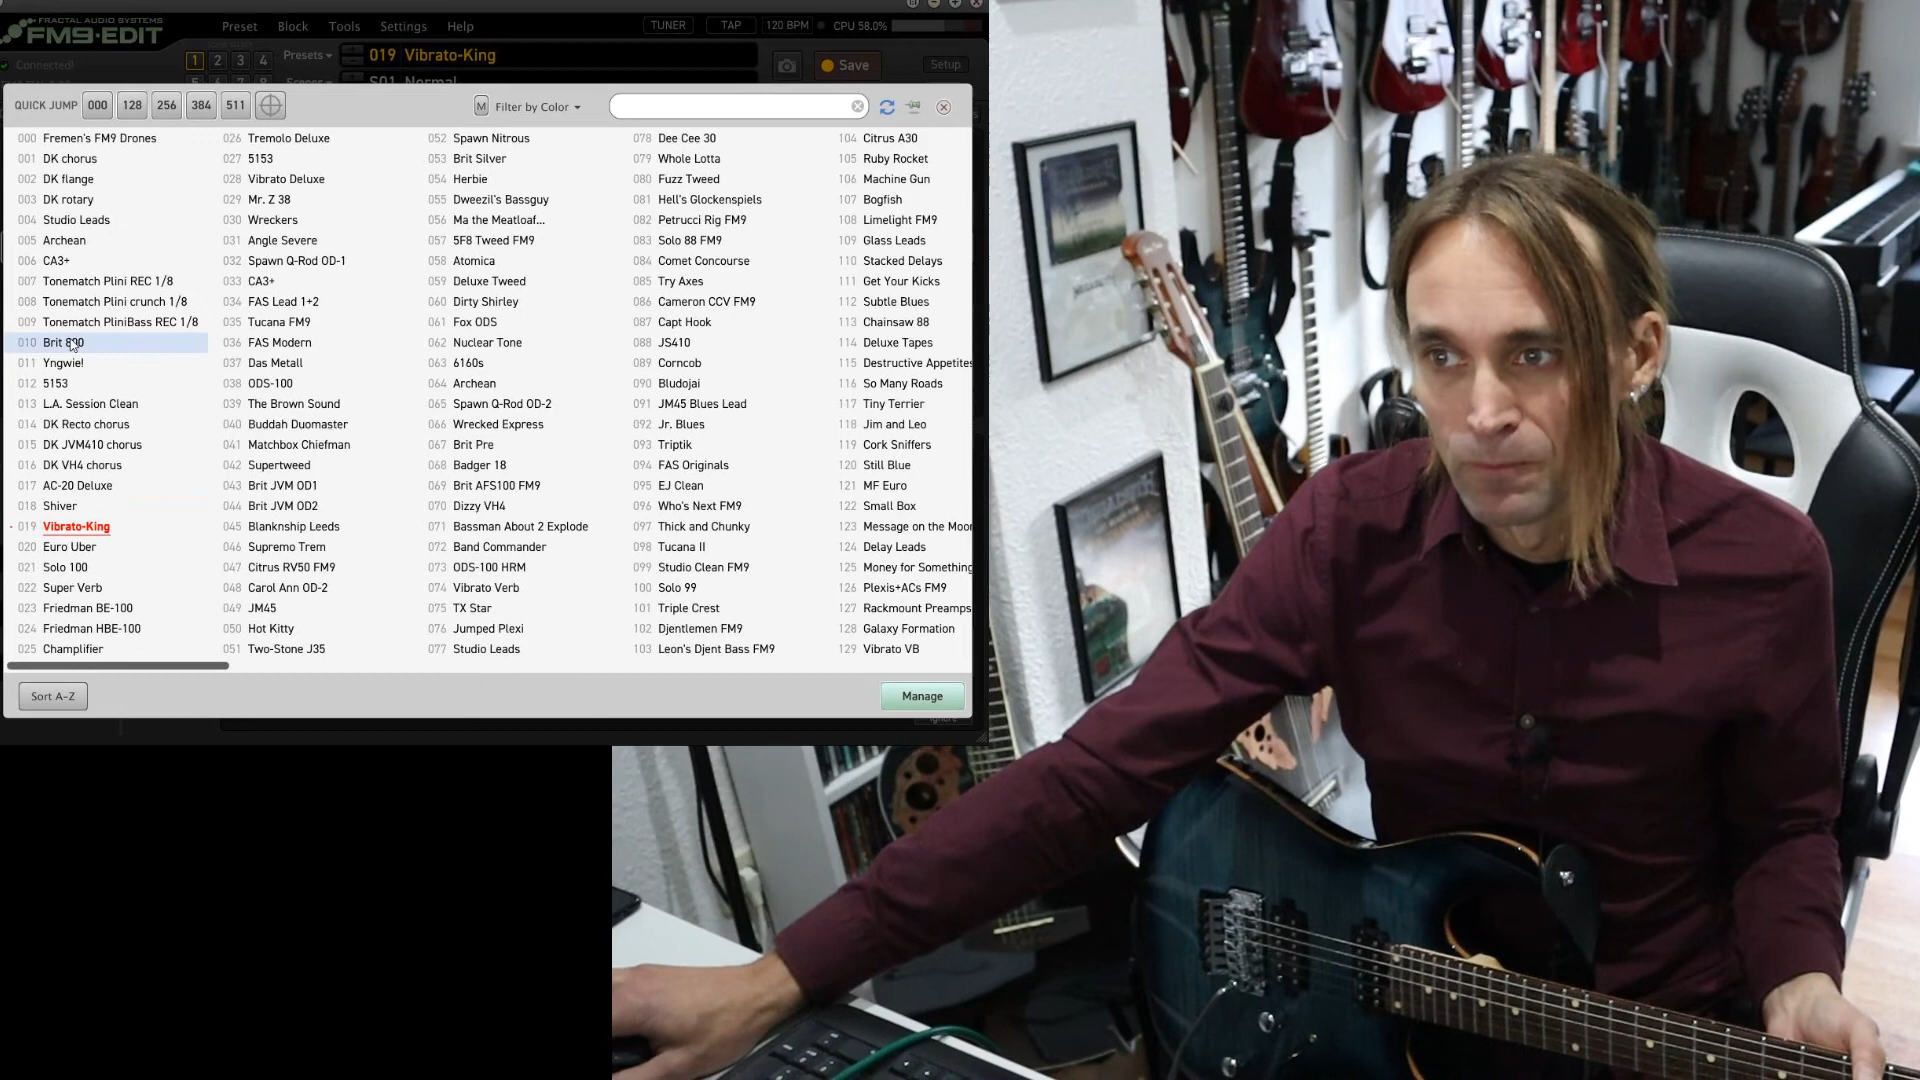 FRACTAL AUDIO SYSTEMS
FM9-EDIT
Preset Block Tools Settings Help
TUNER TAP 120 BPM CPU 58.0%
Connected!
1 2 3 4 Presets 019 Vibrato-King Save Setup
S01 Normal
QUICK JUMP 000 128 256 384 511 M Filter by Color
000 Fremen's FM9 Drones
001 DK chorus
002 DK flange
003 DK rotary
004 Studio Leads
005 Archean
006 CA3+
007 Tonematch Plini REC 1/8
008 Tonematch Plini crunch 1/8
009 Tonematch PliniBass REC 1/8
010 Brit 800
011 Yngwie!
012 5153
013 L.A. Session Clean
014 DK Recto chorus
015 DK JVM410 chorus
016 DK VH4 chorus
017 AC-20 Deluxe
018 Shiver
019 Vibrato-King
020 Euro Uber
021 Solo 100
022 Super Verb
023 Friedman BE-100
024 Friedman HBE-100
025 Champlifier
026 Tremolo Deluxe
027 5153
028 Vibrato Deluxe
029 Mr. Z 38
030 Wreckers
031 Angle Severe
032 Spawn Q-Rod OD-1
033 CA3+
034 FAS Lead 1+2
035 Tucana FM9
036 FAS Modern
037 Das Metall
038 ODS-100
039 The Brown Sound
040 Buddah Duomaster
041 Matchbox Chiefman
042 Supertweed
043 Brit JVM OD1
044 Brit JVM OD2
045 Blanknship Leeds
046 Supremo Trem
047 Citrus RV50 FM9
048 Carol Ann OD-2
049 JM45
050 Hot Kitty
051 Two-Stone J35
052 Spawn Nitrous
053 Brit Silver
054 Herbie
055 Dweezil's Bassguy
056 Ma the Meatloaf...
057 5F8 Tweed FM9
058 Atomica
059 Deluxe Tweed
060 Dirty Shirley
061 Fox ODS
062 Nuclear Tone
063 6160s
064 Archean
065 Spawn Q-Rod OD-2
066 Wrecked Express
067 Brit Pre
068 Badger 18
069 Brit AFS100 FM9
070 Dizzy VH4
071 Bassman About 2 Explode
072 Band Commander
073 ODS-100 HRM
074 Vibrato Verb
075 TX Star
076 Jumped Plexi
077 Studio Leads
078 Dee Cee 30
079 Whole Lotta
080 Fuzz Tweed
081 Hell's Glockenspiels
082 Petrucci Rig FM9
083 Solo 88 FM9
084 Comet Concourse
085 Try Axes
086 Cameron CCV FM9
087 Capt Hook
088 JS410
089 Corncob
090 Bludojai
091 JM45 Blues Lead
092 Jr. Blues
093 Triptik
094 FAS Originals
095 EJ Clean
096 Who's Next FM9
097 Thick and Chunky
098 Tucana II
099 Studio Clean FM9
100 Solo 99
101 Triple Crest
102 Djentlemen FM9
103 Leon's Djent Bass FM9
104 Citrus A30
105 Ruby Rocket
106 Machine Gun
107 Bogfish
108 Limelight FM9
109 Glass Leads
110 Stacked Delays
111 Get Your Kicks
112 Subtle Blues
113 Chainsaw 88
114 Deluxe Tapes
115 Destructive Appetites
116 So Many Roads
117 Tiny Terrier
118 Jim and Leo
119 Cork Sniffers
120 Still Blue
121 MF Euro
122 Small Box
123 Message on the Moon
124 Delay Leads
125 Money for Something
126 Plexis+ACs FM9
127 Rackmount Preamps
128 Galaxy Formation
129 Vibrato VB
Sort A-Z Manage